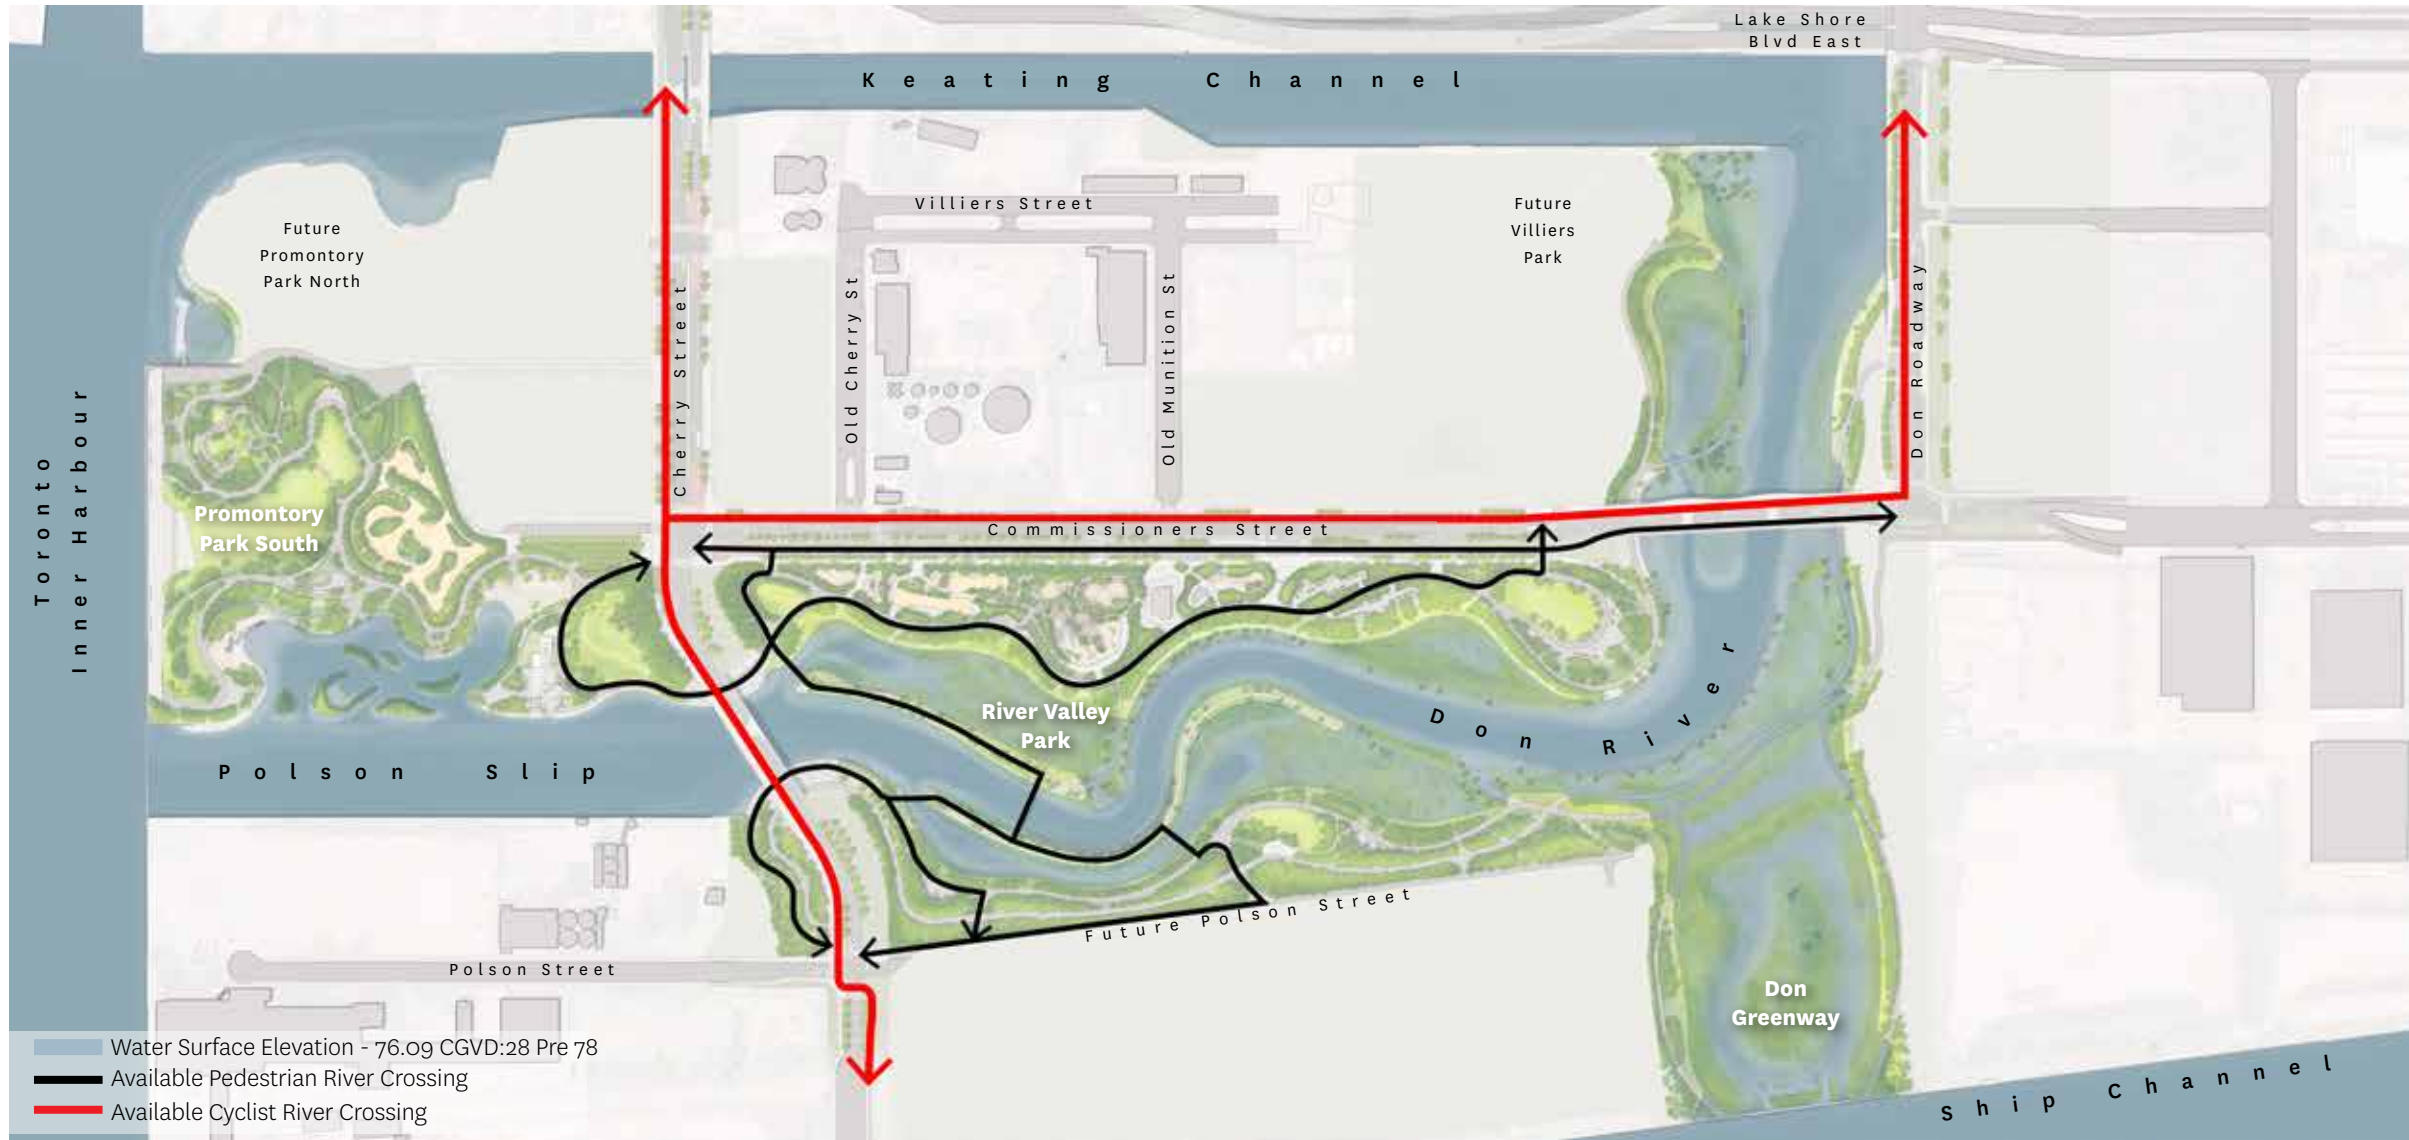 Lake Shore
Blvd East
Keating Channel
Villiers Street
Future
Promontory
Park North
Future
Villiers
Park
Cherry Street
Old Cherry St
Old Munition St
Don Roadway
Toronto
Inner Harbour
Promontory
Park South
Commissioners Street
River Valley
Park
Don River
Polson Slip
Future Polson Street
Polson Street
Don
Greenway
Ship Channel
Water Surface Elevation - 76.09 CGVD:28 Pre 78
Available Pedestrian River Crossing
Available Cyclist River Crossing